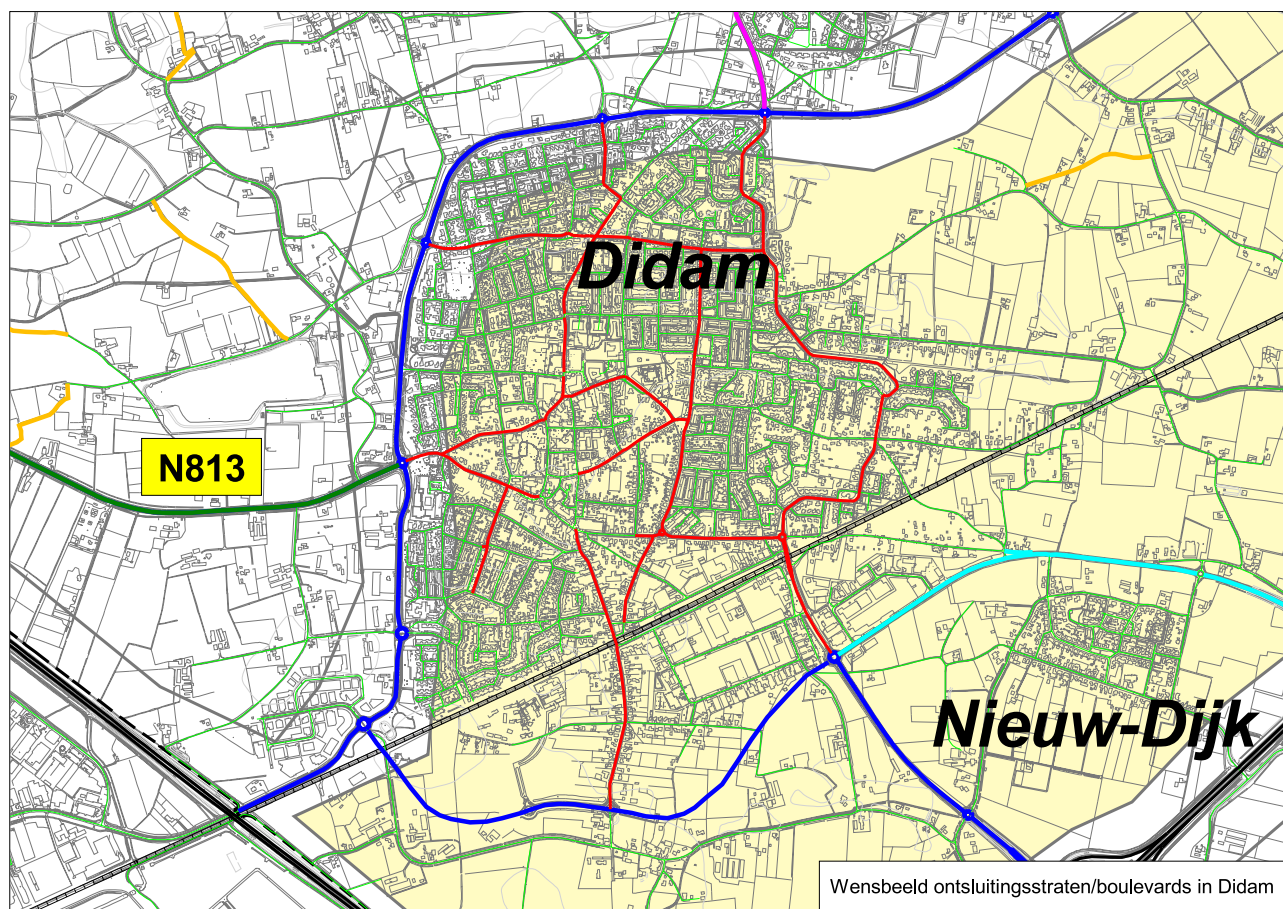 Didam
N813
Nieuw-Dijk
Wensbeeld ontsluitingsstraten/boulevards in Didam